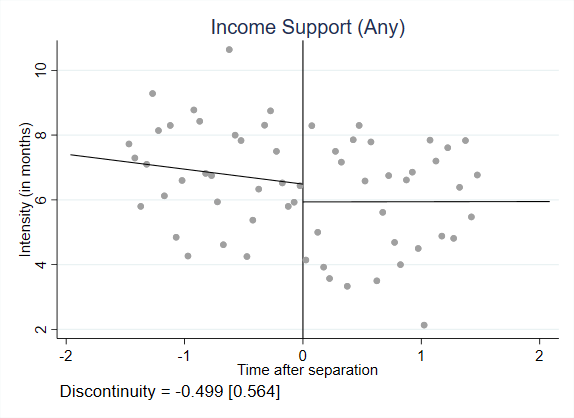 Income Support (Any)
Intensity (in months)
10
8
6
4
2
-2
-1
0
1
2
Time after separation
Discontinuity = -0.499 [0.564]